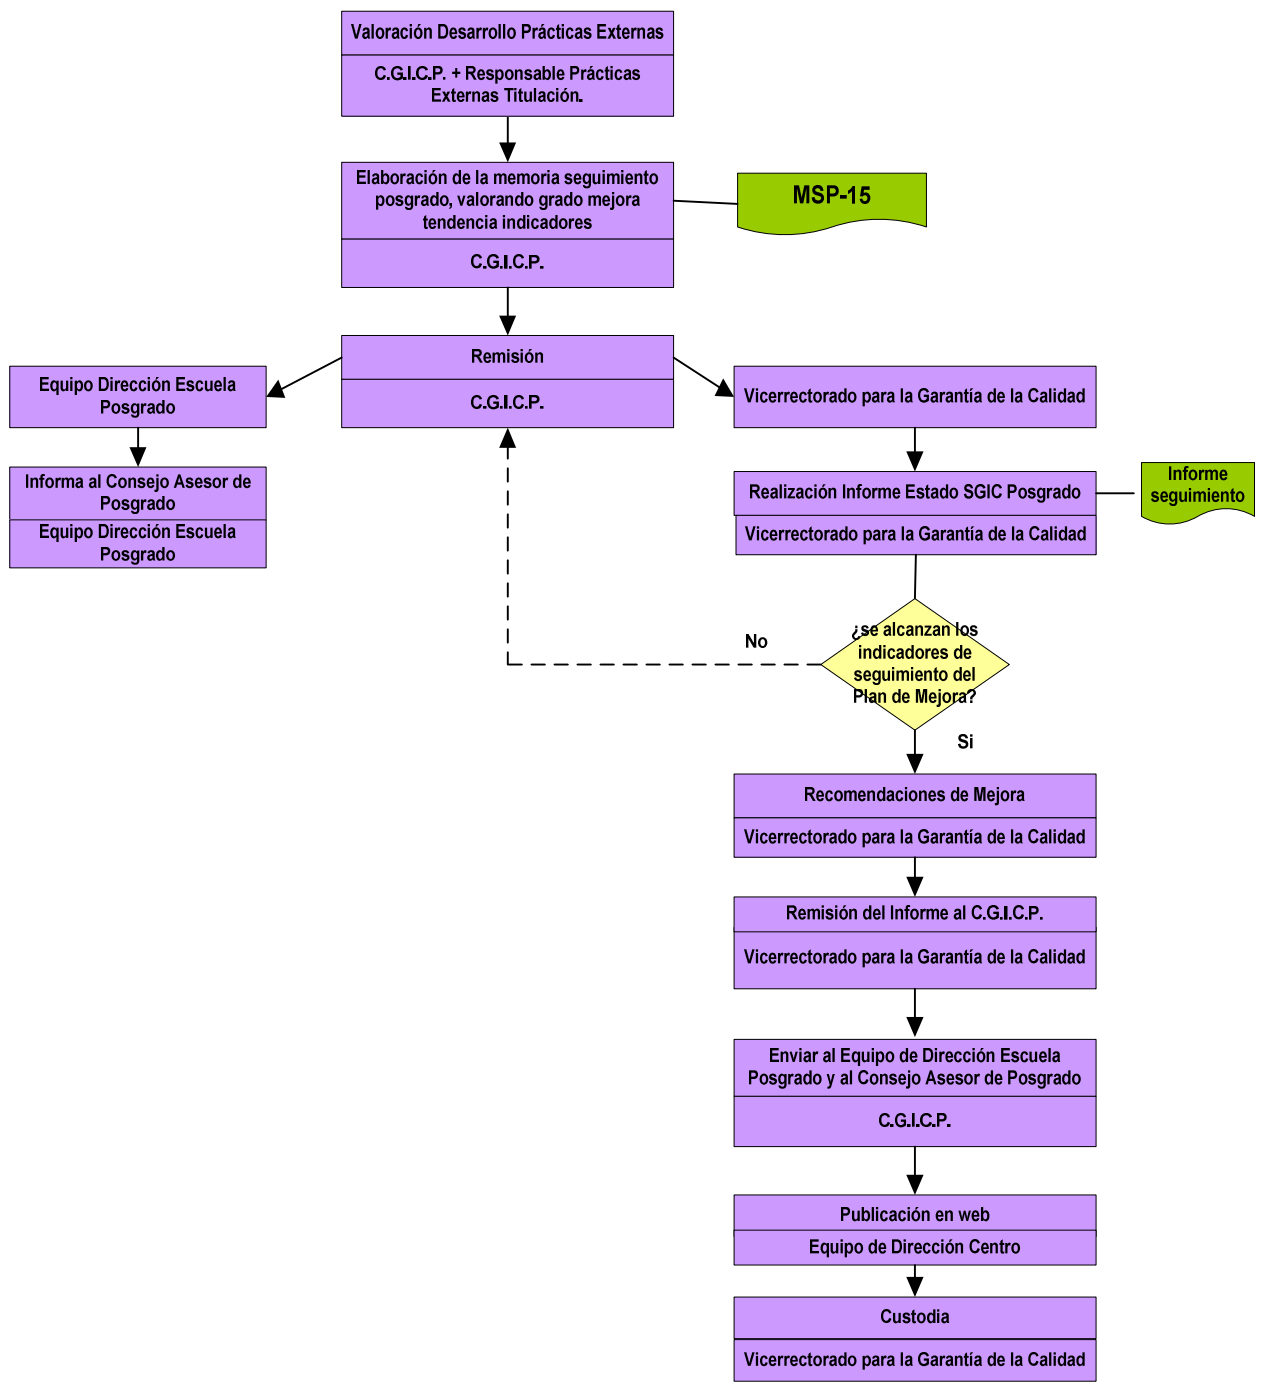 Valoración Desarrollo Prácticas Externas
C.G.I.C.P. + Responsable Prácticas
Externas Titulación.
Elaboración de la memoria seguimiento
posgrado, valorando grado mejora
tendencia indicadores
C.G.I.C.P.
MSP-15
Remisión
C.G.I.C.P.
Equipo Dirección Escuela
Posgrado
Informa al Consejo Asesor de
Posgrado
Equipo Dirección Escuela
Posgrado
Vicerrectorado para la Garantía de la Calidad
Realización Informe Estado SGIC Posgrado
Vicerrectorado para la Garantía de la Calidad
Informe
seguimiento
¿se alcanzan los
indicadores de
seguimiento del
Plan de Mejora?
No
Si
Recomendaciones de Mejora
Vicerrectorado para la Garantía de la Calidad
Remisión del Informe al C.G.I.C.P.
Vicerrectorado para la Garantía de la Calidad
Enviar al Equipo de Dirección Escuela
Posgrado y al Consejo Asesor de Posgrado
C.G.I.C.P.
Publicación en web
Equipo de Dirección Centro
Custodia
Vicerrectorado para la Garantía de la Calidad